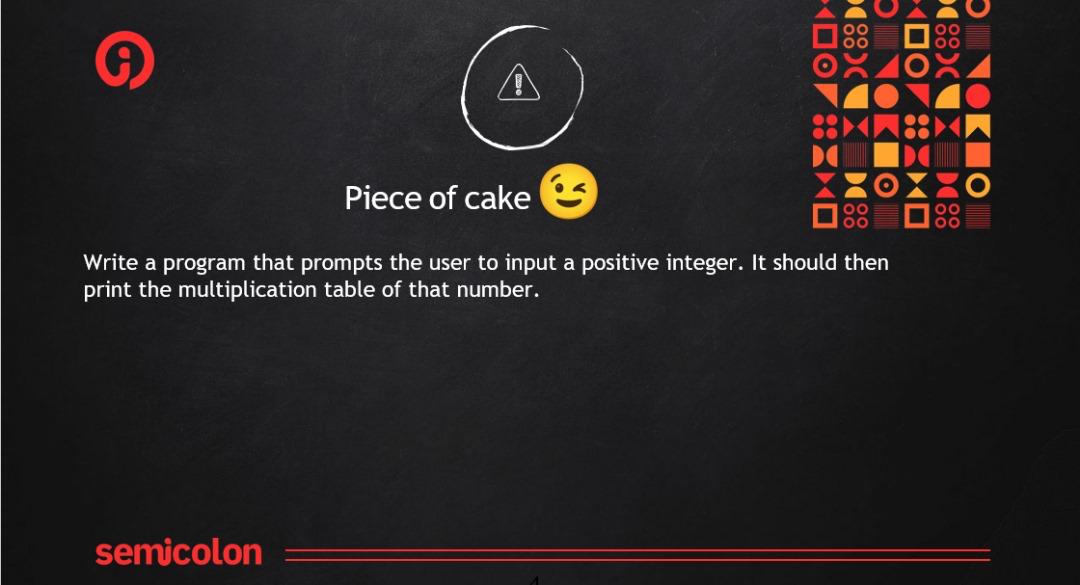 Piece of cake 😉
Write a program that prompts the user to input a positive integer. It should then
print the multiplication table of that number.
semicolon